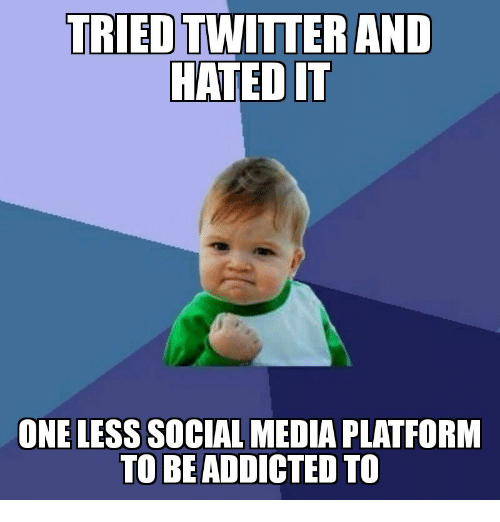 TRIED TWITTER AND
HATED IT
ONE LESS SOCIAL MEDIA PLATFORM
TO BE ADDICTED TO